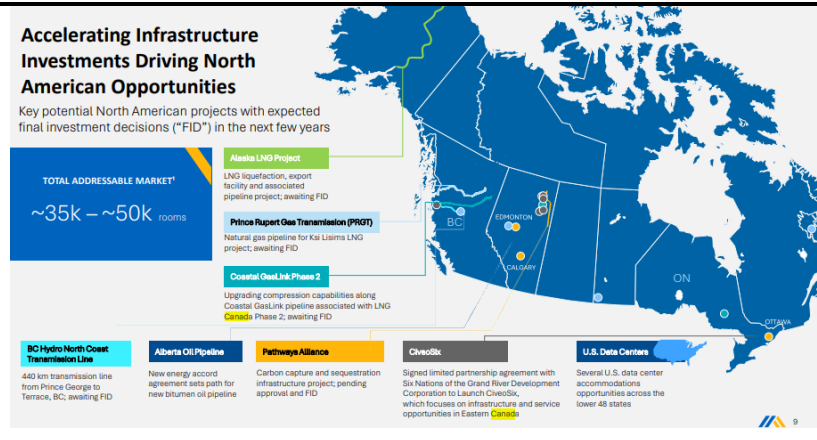 Accelerating Infrastructure
Investments Driving North
American Opportunities
Key potential North American projects with expected
final investment decisions (“FID”) in the next few years
TOTAL ADDRESSABLE MARKET¹
~35k – ~50k rooms
Alaska LNG Project
LNG liquefaction, export
facility and associated
pipeline project; awaiting FID
Prince Rupert Gas Transmission (PRGT)
Natural gas pipeline for Ksi Lisims LNG
project; awaiting FID
Coastal GasLink Phase 2
Upgrading compression capabilities along
Coastal GasLink pipeline associated with LNG
Canada Phase 2; awaiting FID
BC
EDMONTON
CALGARY
ON
OTTAWA
BC Hydro North Coast
Transmission Line
440 km transmission line
from Prince George to
Terrace, BC; awaiting FID
Alberta Oil Pipeline
New energy accord
agreement sets path for
new bitumen oil pipeline
Pathways Alliance
Carbon capture and sequestration
infrastructure project; pending
approval and FID
CiveoSix
Signed limited partnership agreement with
Six Nations of the Grand River Development
Corporation to Launch CiveoSix,
which focuses on infrastructure and service
opportunities in Eastern Canada
U.S. Data Centers
Several U.S. data center
accommodations
opportunities across the
lower 48 states
9